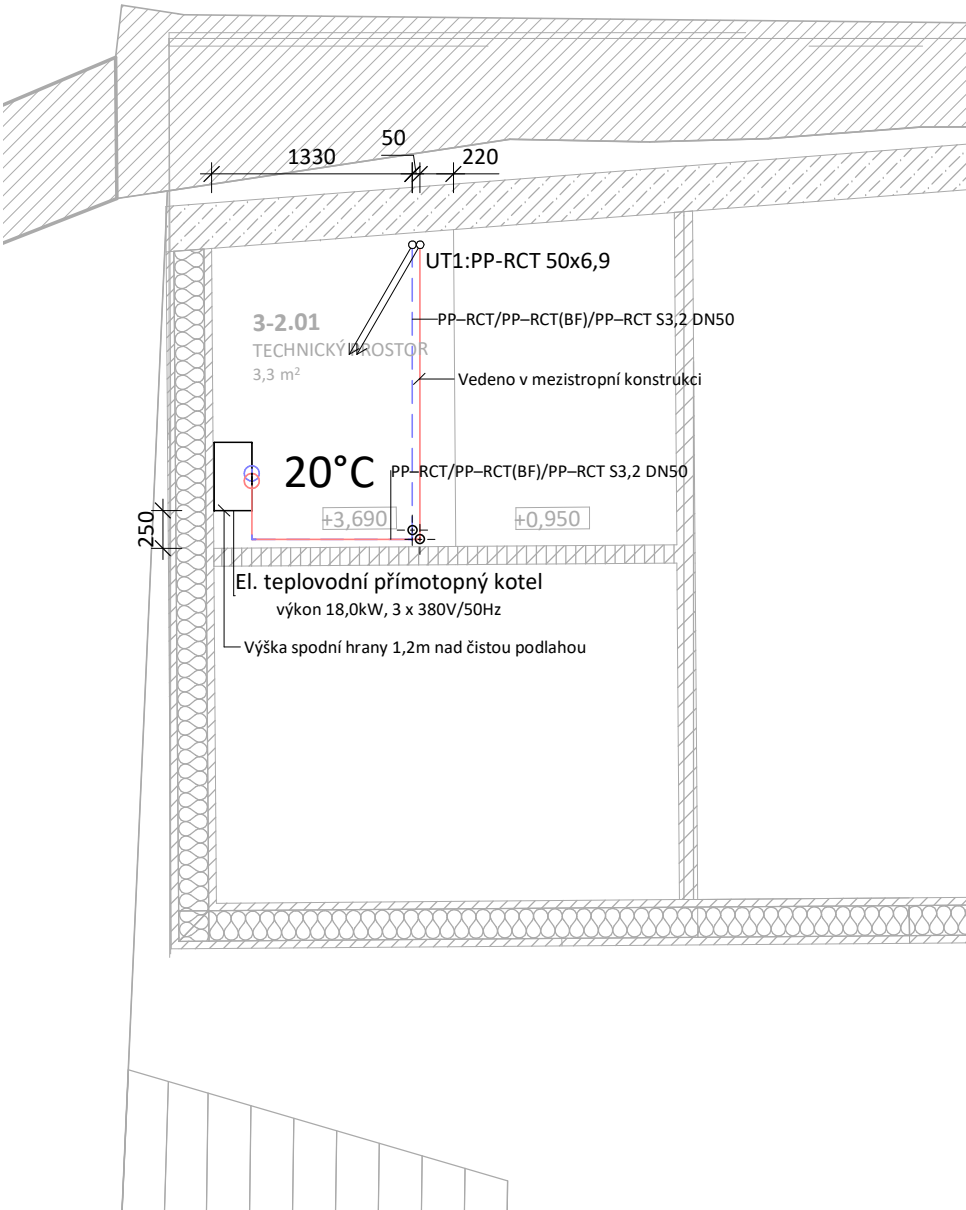 50
1330
220
UT1:PP-RCT 50x6,9
3-2.01
PP–RCT/PP–RCT(BF)/PP–RCT S3,2 DN50
TECHNICKÝ PROSTOR
3,3 m²
Vedeno v mezistropní konstrukci
20°C
PP–RCT/PP–RCT(BF)/PP–RCT S3,2 DN50
+3,690
+0,950
250
El. teplovodní přímotopný kotel
výkon 18,0kW, 3 x 380V/50Hz
Výška spodní hrany 1,2m nad čistou podlahou